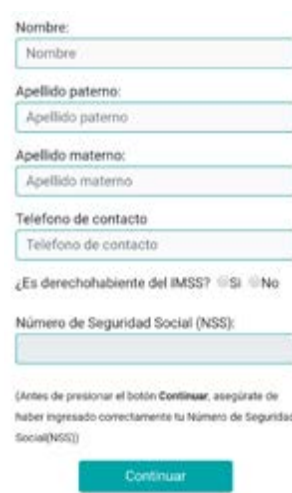 Nombre:
Nombre
Apellido paterno:
Apellido paterno
Apellido materno:
Apellido materno
Telefono de contacto
Telefono de contacto
¿Es derechohabiente del IMSS? Si No
Número de Seguridad Social (NSS):
(Antes de presionar el botón Continuar, asegúrate de
haber ingresado correctamente tu Número de Seguridad
Social(NSS))
Continuar